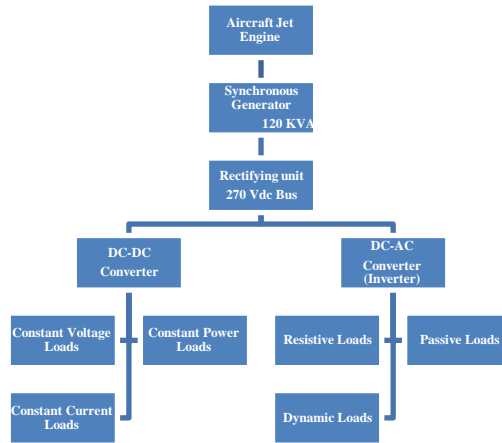 Aircraft Jet
Engine
Synchronous
Generator
120 KVA
Rectifying unit
270 Vdc Bus
DC-DC
Converter
DC-AC
Converter
(Inverter)
Constant Voltage
Loads
Constant Power
Loads
Constant Current
Loads
Resistive Loads
Passive Loads
Dynamic Loads